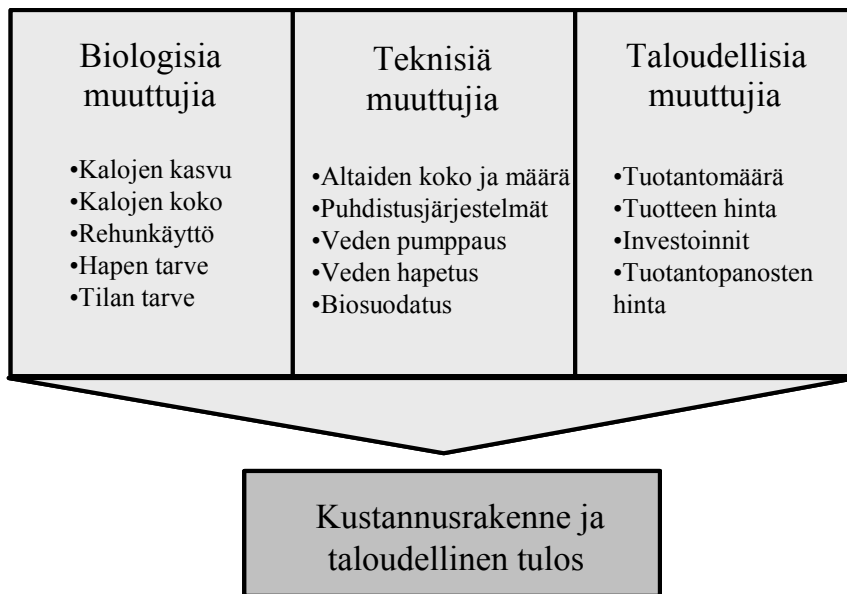 Biologisia
muuttujia
•Kalojen kasvu
•Kalojen koko
•Rehunkäyttö
•Hapen tarve
•Tilan tarve
Teknisiä
muuttujia
•Altaiden koko ja määrä
•Puhdistusjärjestelmät
•Veden pumppaus
•Veden hapetus
•Biosuodatus
Taloudellisia
muuttujia
•Tuotantomäärä
•Tuotteen hinta
•Investoinnit
•Tuotantopanosten
hinta
Kustannusrakenne ja
taloudellinen tulos